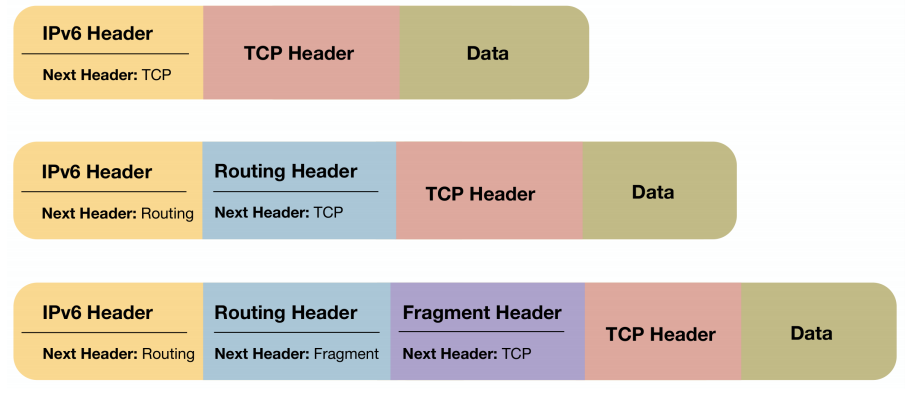 IPv6 Header
TCP Header
Data
Next Header: TCP
IPv6 Header
Routing Header
TCP Header
Data
Next Header: Routing
Next Header: TCP
IPv6 Header
Routing Header
Fragment Header
TCP Header
Data
Next Header: Routing
Next Header: Fragment
Next Header: TCP